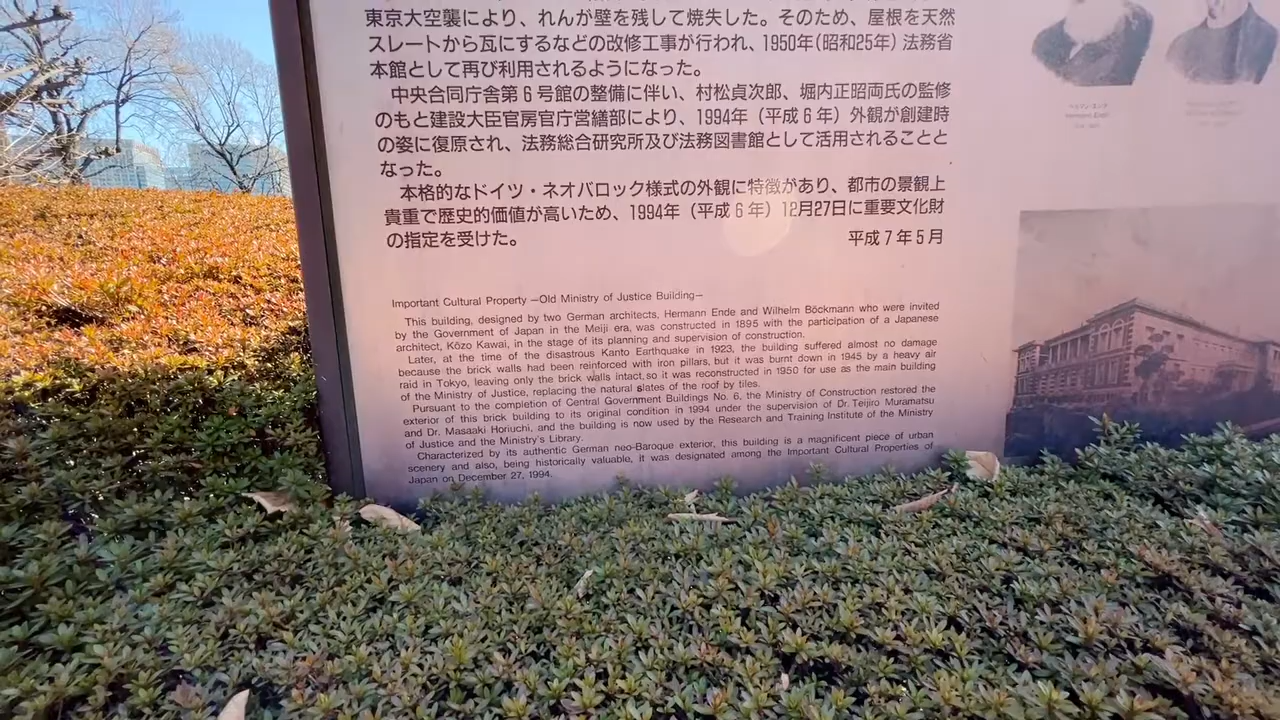 東京大空襲により、れんが壁を残して焼失した。そのため、屋根を天然
スレートから瓦にするなどの改修工事が行われ、1950年(昭和25年)法務省
本館として再び利用されるようになった。
中央合同庁舎第6号館の整備に伴い、村松貞次郎、堀内正昭両氏の監修
のもと建設大臣官房官庁営繕部により、1994年(平成6年)外観が創建時
の姿に復原され、法務総合研究所及び法務図書館として活用されることと
なった。
本格的なドイツ・ネオバロック様式の外観に特徴があり、都市の景観上
貴重で歴史的価値が高いため、1994年(平成6年)12月27日に重要文化財
の指定を受けた。
平成7年5月
Important Cultural Property —Old Ministry of Justice Building—
This building, designed by two German architects, Hermann Ende and Wilhelm Böckmann who were invited
by the Government of Japan in the Meiji era, was constructed in 1895 with the participation of a Japanese
architect, Kōzo Kawai, in the stage of its planning and supervision of construction.
Later, at the time of the disastrous Kanto Earthquake in 1923, the building suffered almost no damage
because the brick walls had been reinforced with iron pillars, but it was burnt down in 1945 by a heavy air
raid in Tokyo, leaving only the brick walls intact, so it was reconstructed in 1950 for use as the main building
of the Ministry of Justice, replacing the natural slates of the roof by tiles.
Pursuant to the completion of Central Government Buildings No. 6, the Ministry of Construction restored the
exterior of this brick building to its original condition in 1994 under the supervision of Dr. Teijiro Muramatsu
and Dr. Masaaki Horiuchi, and the building is now used by the Research and Training Institute of the Ministry
of Justice and the Ministry's Library.
Characterized by its authentic German neo-Baroque exterior, this building is a magnificent piece of urban
scenery and also, being historically valuable, it was designated among the Important Cultural Properties of
Japan on December 27, 1994.
ヘルマン・エンデ
Hermann Ende